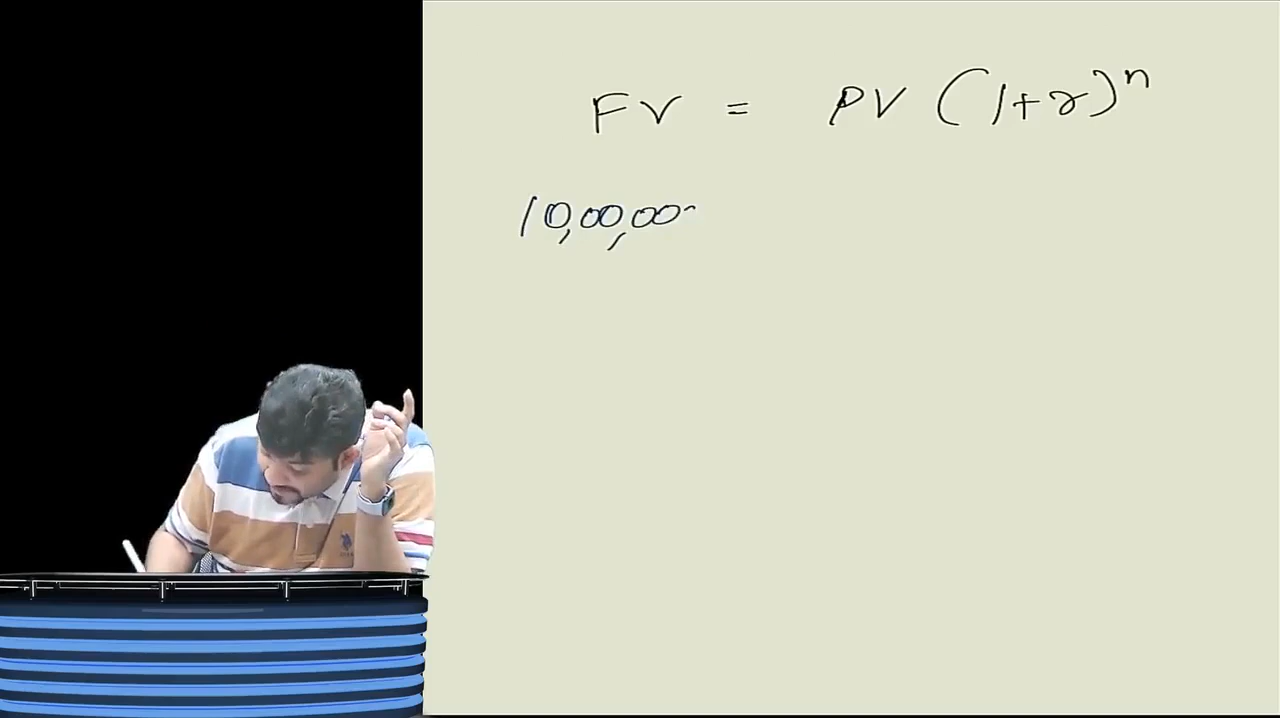 FV = PV (1+r)^n
10,00,00